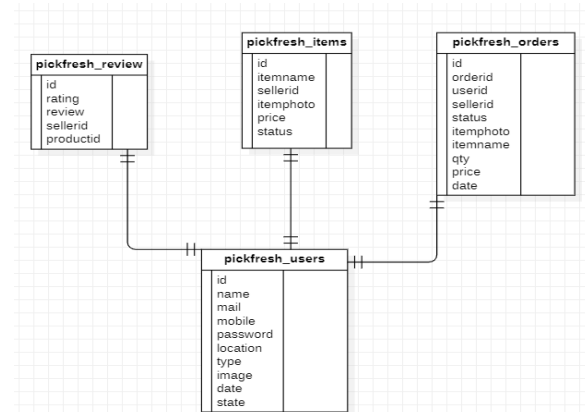 pickfresh_review
id
rating
review
sellerid
productid
pickfresh_items
id
itemname
sellerid
itemphoto
price
status
pickfresh_orders
id
orderid
userid
sellerid
status
itemphoto
itemname
qty
price
date
pickfresh_users
id
name
mail
mobile
password
location
type
image
date
state